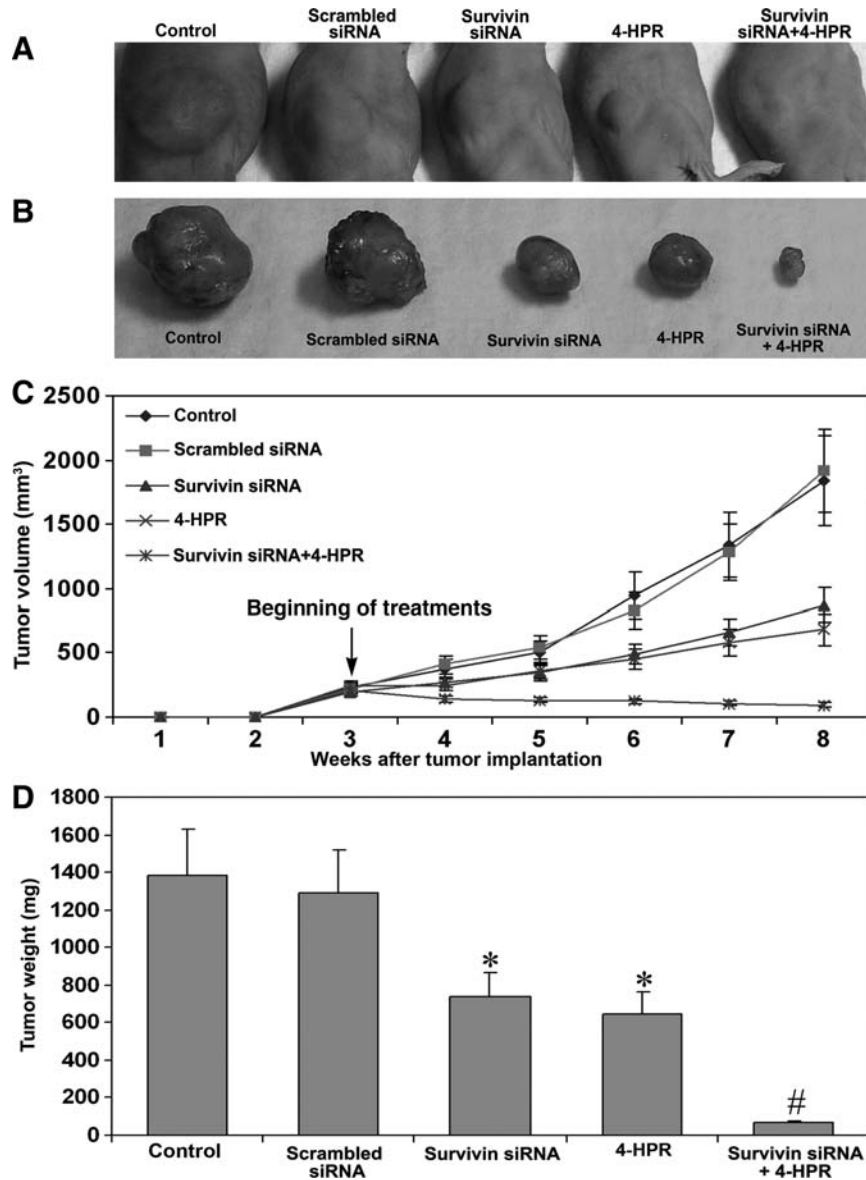 A
Control
Scrambled
siRNA
Survivin
siRNA
4-HPR
Survivin
siRNA+4-HPR
B
Control
Scrambled siRNA
Survivin siRNA
4-HPR
Survivin siRNA
+ 4-HPR
C
Tumor volume (mm³)
2500
2000
1500
1000
500
0
Control
Scrambled siRNA
Survivin siRNA
4-HPR
Survivin siRNA+4-HPR
Beginning of treatments
1 2 3 4 5 6 7 8
Weeks after tumor implantation
D
Tumor weight (mg)
1800
1600
1400
1200
1000
800
600
400
200
0
*
*
#
Control
Scrambled
siRNA
Survivin siRNA
4-HPR
Survivin siRNA
+ 4-HPR